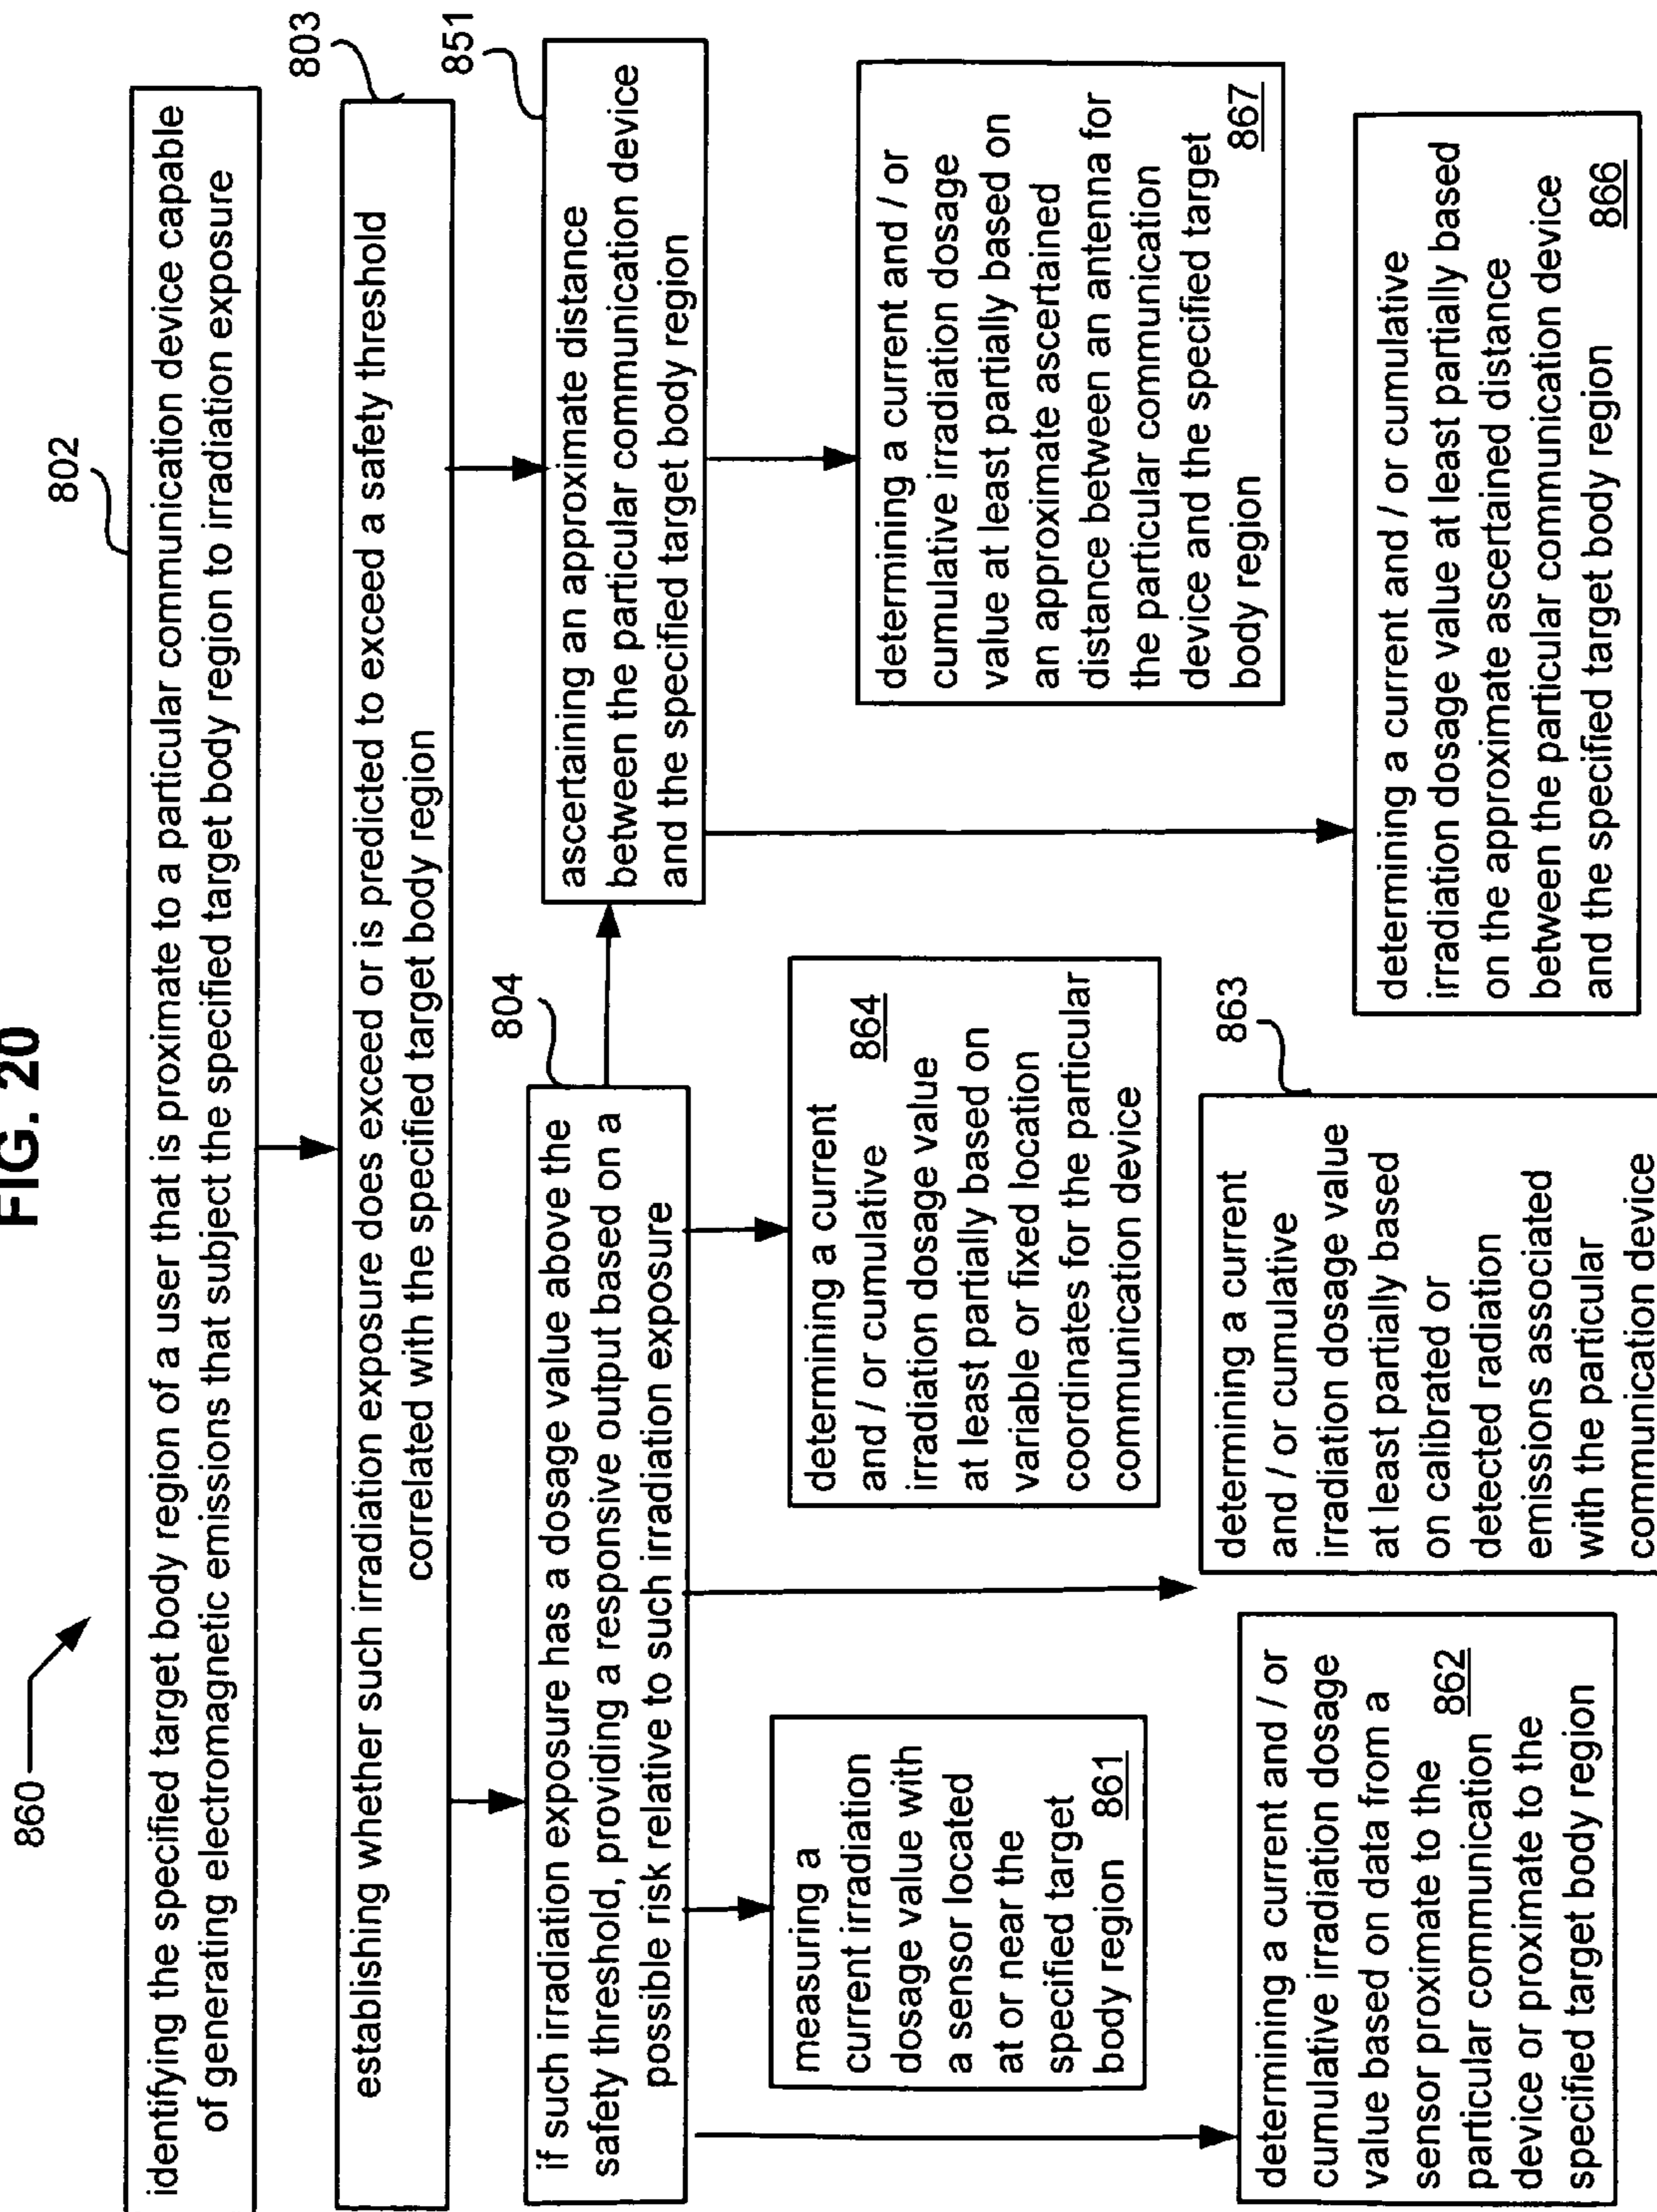 FIG. 20
860
802
identifying the specified target body region of a user that is proximate to a particular communication device capable
of generating electromagnetic emissions that subject the specified target body region to irradiation exposure
803
establishing whether such irradiation exposure does exceed or is predicted to exceed a safety threshold
correlated with the specified target body region
804
if such irradiation exposure has a dosage value above the
safety threshold, providing a responsive output based on a
possible risk relative to such irradiation exposure
851
ascertaining an approximate distance
between the particular communication device
and the specified target body region
measuring a
current irradiation
dosage value with
a sensor located
at or near the
specified target
body region 861
determining a current
and / or cumulative 864
irradiation dosage value
at least partially based on
variable or fixed location
coordinates for the particular
communication device
determining a current and / or
cumulative irradiation dosage
value at least partially based on
an approximate ascertained
distance between an antenna for
the particular communication
device and the specified target
body region 867
determining a current and / or
cumulative irradiation dosage
value based on data from a
sensor proximate to the 862
particular communication
device or proximate to the
specified target body region
863
determining a current
and / or cumulative
irradiation dosage value
at least partially based
on calibrated or
detected radiation
emissions associated
with the particular
communication device
determining a current and / or cumulative
irradiation dosage value at least partially based
on the approximate ascertained distance
between the particular communication device
and the specified target body region 866